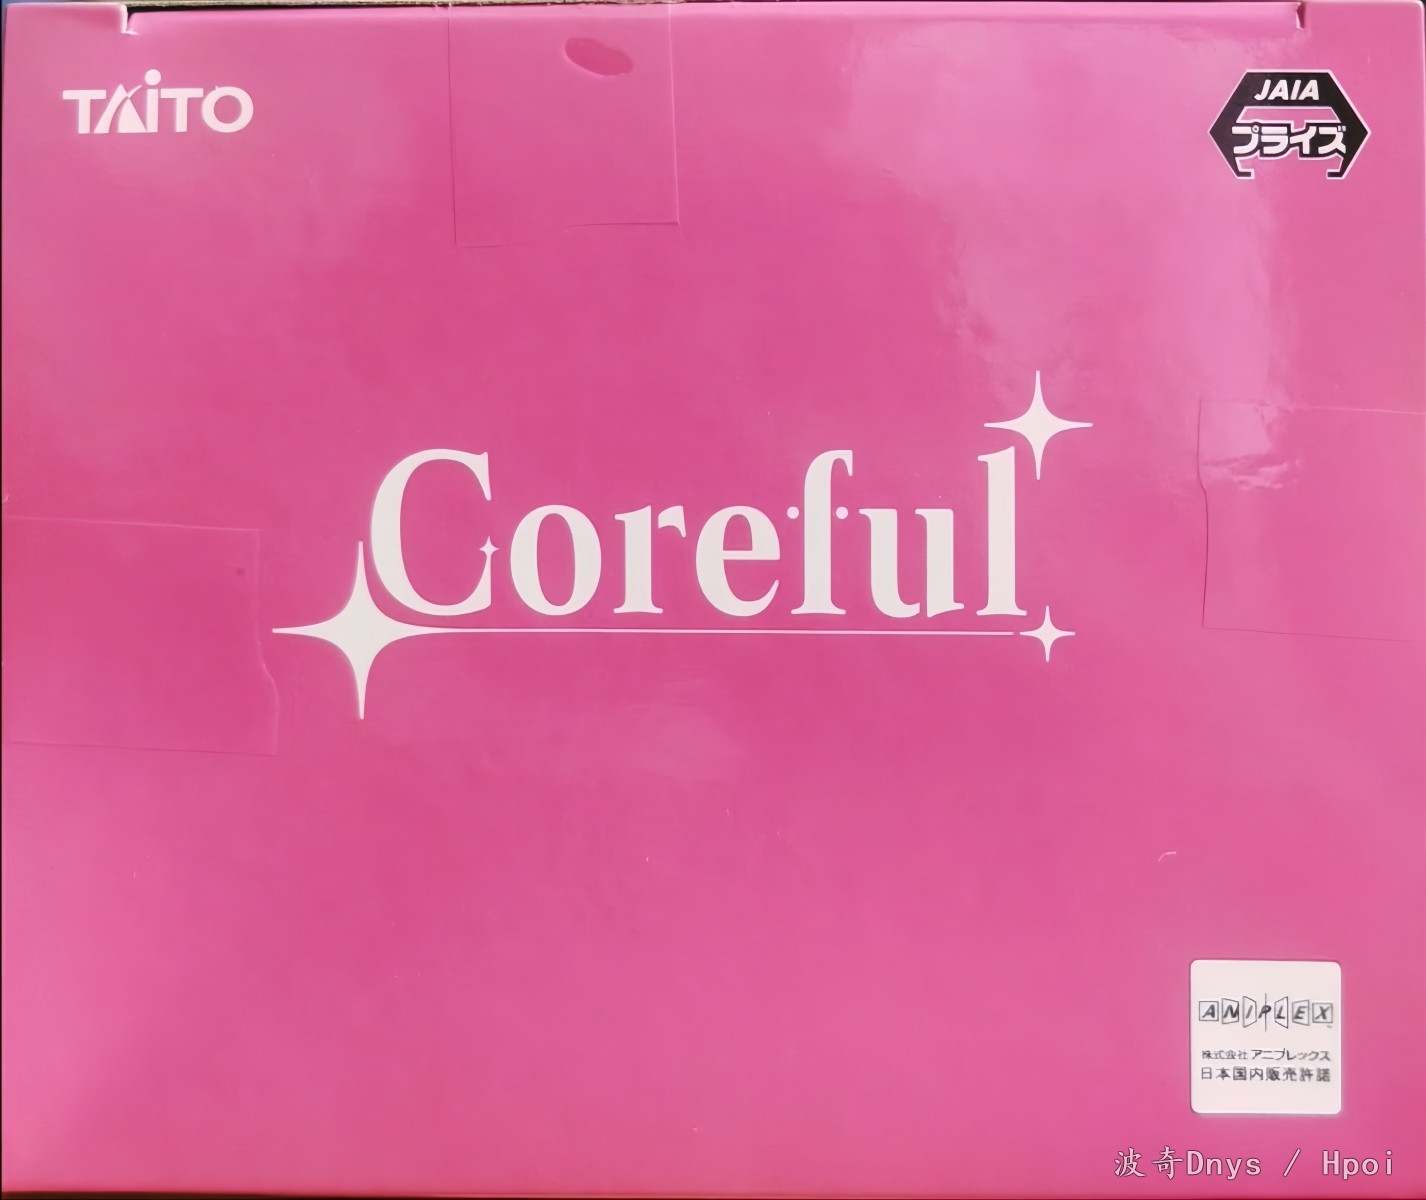 TAiTO
JAIA
プライズ
Coreful
ANIPLEX
株式会社 アニプレックス
日本国内販売許諾
波奇Dnys / Hpoi